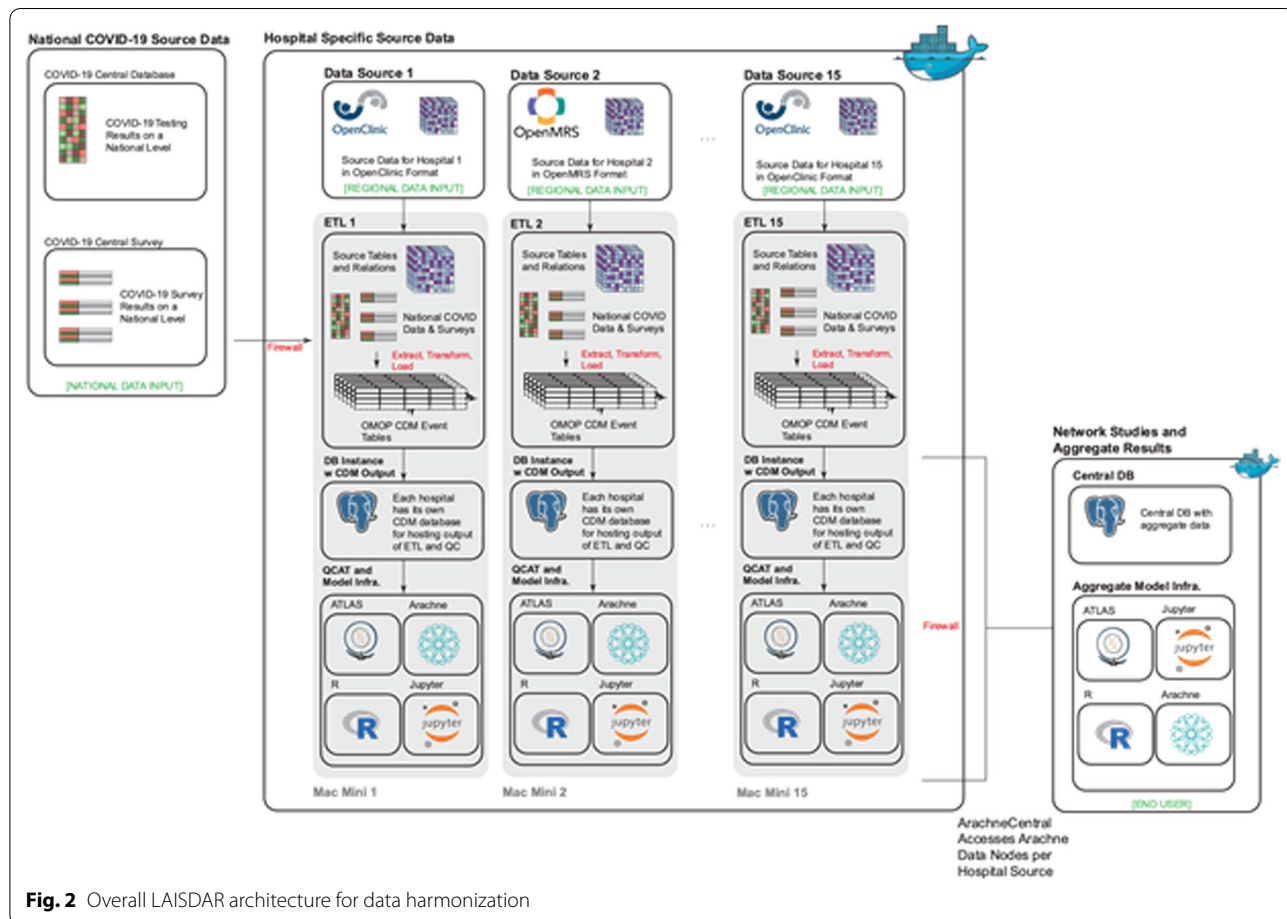 National COVID-19 Source Data
COVID-19 Central Database
COVID-19 Testing
Results on a
National Level
COVID-19 Central Survey
COVID-19 Survey
Results on a
National Level
[NATIONAL DATA INPUT]
Firewall
Hospital Specific Source Data
Data Source 1
OpenClinic
Source Data for Hospital 1
in OpenClinic Format
[REGIONAL DATA INPUT]
ETL 1
Source Tables
and Relations
National COVID
Data & Surveys
Extract, Transform,
Load
OMOP CDM Event
Tables
DB Instance
w CDM Output
Each hospital
has its own
CDM database
for hosting output
of ETL and QC
QCAT and
Model Infra.
ATLAS
Arachne
R
Jupyter
R
jupyter
Mac Mini 1
Data Source 2
OpenMRS
Source Data for Hospital 2
in OpenMRS Format
[REGIONAL DATA INPUT]
ETL 2
Source Tables
and Relations
National COVID
Data & Surveys
Extract, Transform,
Load
OMOP CDM Event
Tables
DB Instance
w CDM Output
Each hospital
has its own
CDM database
for hosting output
of ETL and QC
QCAT and
Model Infra.
ATLAS
Arachne
R
Jupyter
R
jupyter
Mac Mini 2
...
...
Data Source 15
OpenClinic
Source Data for Hospital 15
in OpenClinic Format
[REGIONAL DATA INPUT]
ETL 15
Source Tables
and Relations
National COVID
Data & Surveys
Extract, Transform,
Load
OMOP CDM Event
Tables
DB Instance
w CDM Output
Each hospital
has its own
CDM database
for hosting output
of ETL and QC
QCAT and
Model Infra.
ATLAS
Arachne
R
Jupyter
R
jupyter
Mac Mini 15
Firewall
ArachneCentral
Accesses Arachne
Data Nodes per
Hospital Source
Network Studies and
Aggregate Results
Central DB
Central DB with
aggregate data
Aggregate Model Infra.
ATLAS
Jupyter
jupyter
R
Arachne
R
[END USER]
Fig. 2 Overall LAISDAR architecture for data harmonization